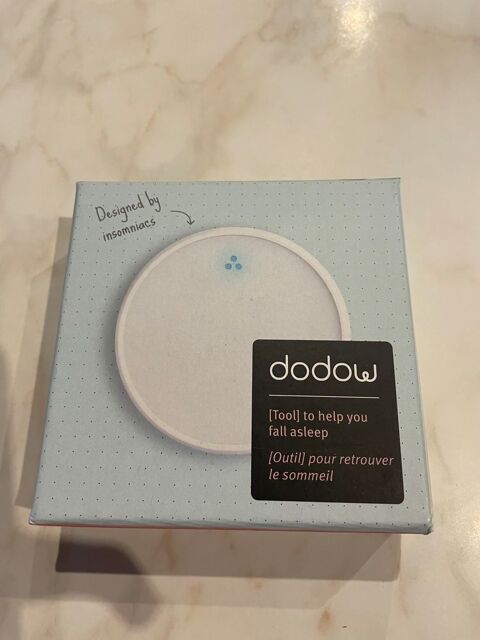 Designed by
insomniacs
dodow
[Tool] to help you
fall asleep
[Outil] pour retrouver
le sommeil